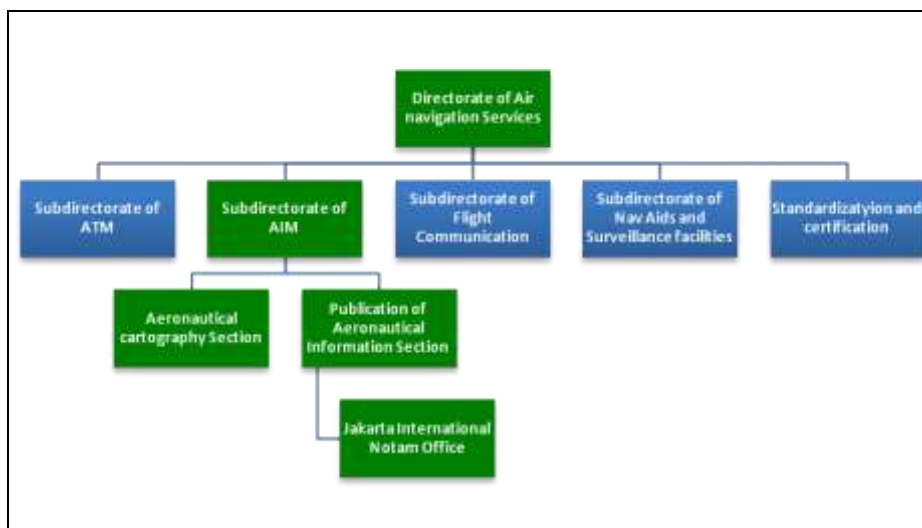 Directorate of Air
navigation Services
Subdirectorate of
ATM
Subdirectorate of
AIM
Subdirectorate of
Flight
Communication
Subdirectorate of
Nav Aids and
Surveillance facilities
Standardizatyion and
certification
Aeronautical
cartography Section
Publication of
Aeronautical
Information Section
Jakarta International
Notam Office